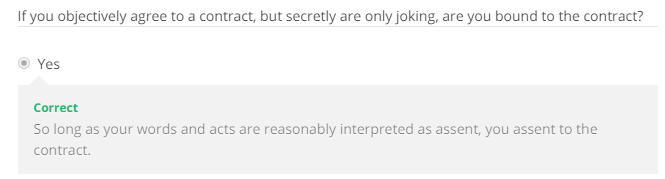 If you objectively agree to a contract, but secretly are only joking, are you bound to the contract?
Yes
Correct
So long as your words and acts are reasonably interpreted as assent, you assent to the
contract.